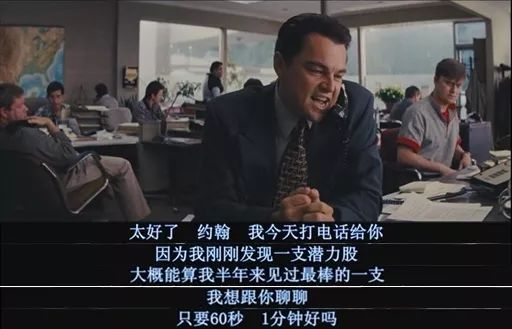 太好了 约翰 我今天打电话给你
因为我刚刚发现一支潜力股
大概能算我半年来见过最棒的一支
我想跟你聊聊
只要60秒 1分钟好吗